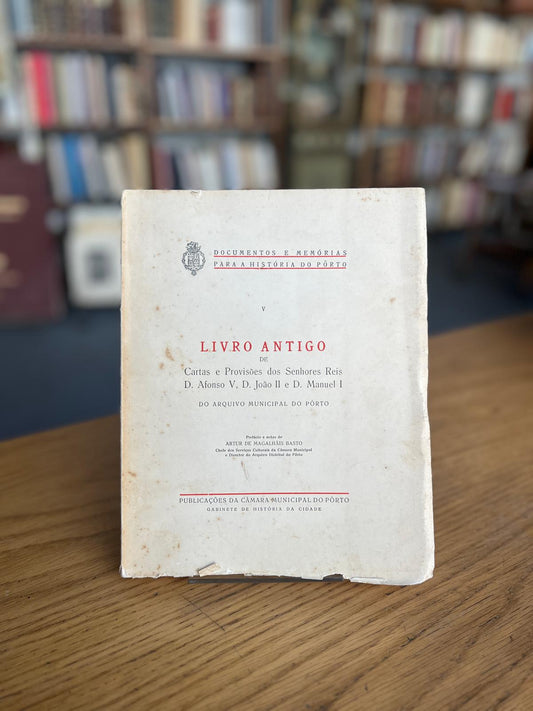 DOCUMENTOS E MEMÓRIAS
PARA A HISTÓRIA DO PÔRTO
V
LIVRO ANTIGO
DE
Cartas e Provisões dos Senhores Reis
D. Afonso V, D. João II e D. Manuel I
DO ARQUIVO MUNICIPAL DO PÔRTO
Prefácio e notas de
ARTUR DE MAGALHÃIS BASTO
Chefe dos Serviços Culturais da Câmara Municipal
e Director do Arquivo Distrital do Pôrto
PUBLICAÇÕES DA CÂMARA MUNICIPAL DO PÔRTO
GABINETE DE HISTÓRIA DA CIDADE